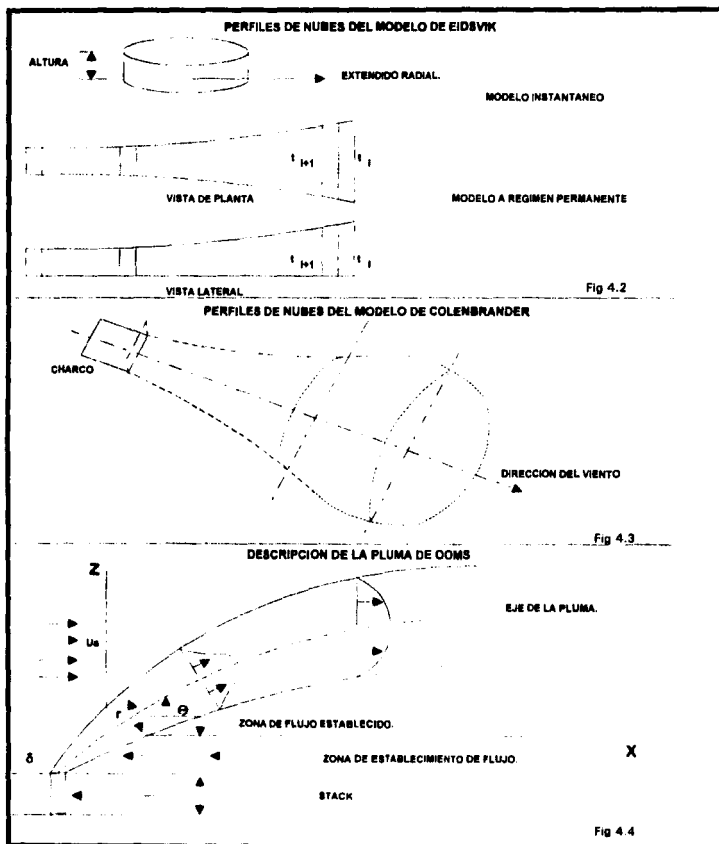 PERFILES DE NUBES DEL MODELO DE EIDSVIK
ALTURA
EXTENDIDO RADIAL.
MODELO INSTANTANEO
t i+1
t i
VISTA DE PLANTA
MODELO A REGIMEN PERMANENTE
t i+1
t i
VISTA LATERAL
Fig 4.2
PERFILES DE NUBES DEL MODELO DE COLENBRANDER
CHARCO
DIRECCION DEL VIENTO
Fig 4.3
DESCRIPCION DE LA PLUMA DE OOMS
Z
EJE DE LA PLUMA.
Ua
r
Θ
ZONA DE FLUJO ESTABLECIDO.
δ
ZONA DE ESTABLECIMIENTO DE FLUJO.
X
STACK
Fig 4.4